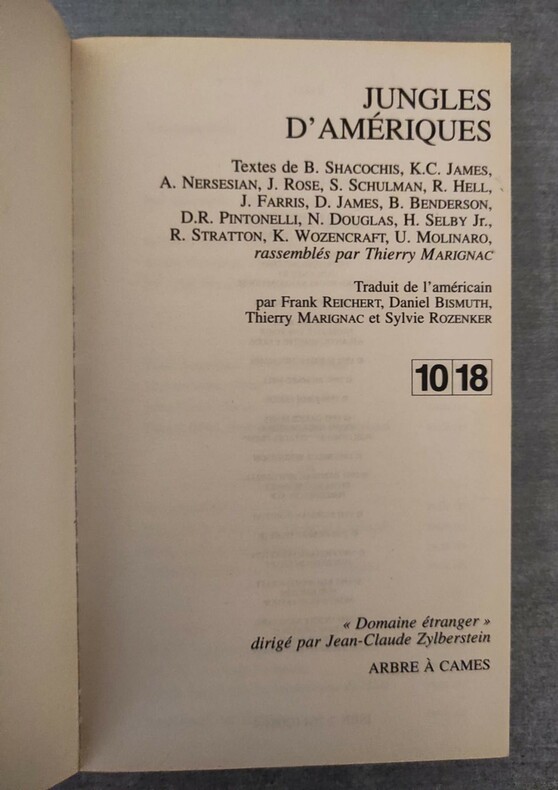 JUNGLES
D'AMÉRIQUES
Textes de B. SHACOCHIS, K.C. JAMES,
A. NERSESIAN, J. ROSE, S. SCHULMAN, R. HELL,
J. FARRIS, D. JAMES, B. BENDERSON,
D.R. PINTONELLI, N. DOUGLAS, H. SELBY Jr.,
R. STRATTON, K. WOZENCRAFT, U. MOLINARO,
rassemblés par Thierry MARIGNAC
Traduit de l'américain
par Frank REICHERT, Daniel BISMUTH,
Thierry MARIGNAC et Sylvie ROZENKER
10 18
« Domaine étranger »
dirigé par Jean-Claude Zylberstein
ARBRE À CAMES